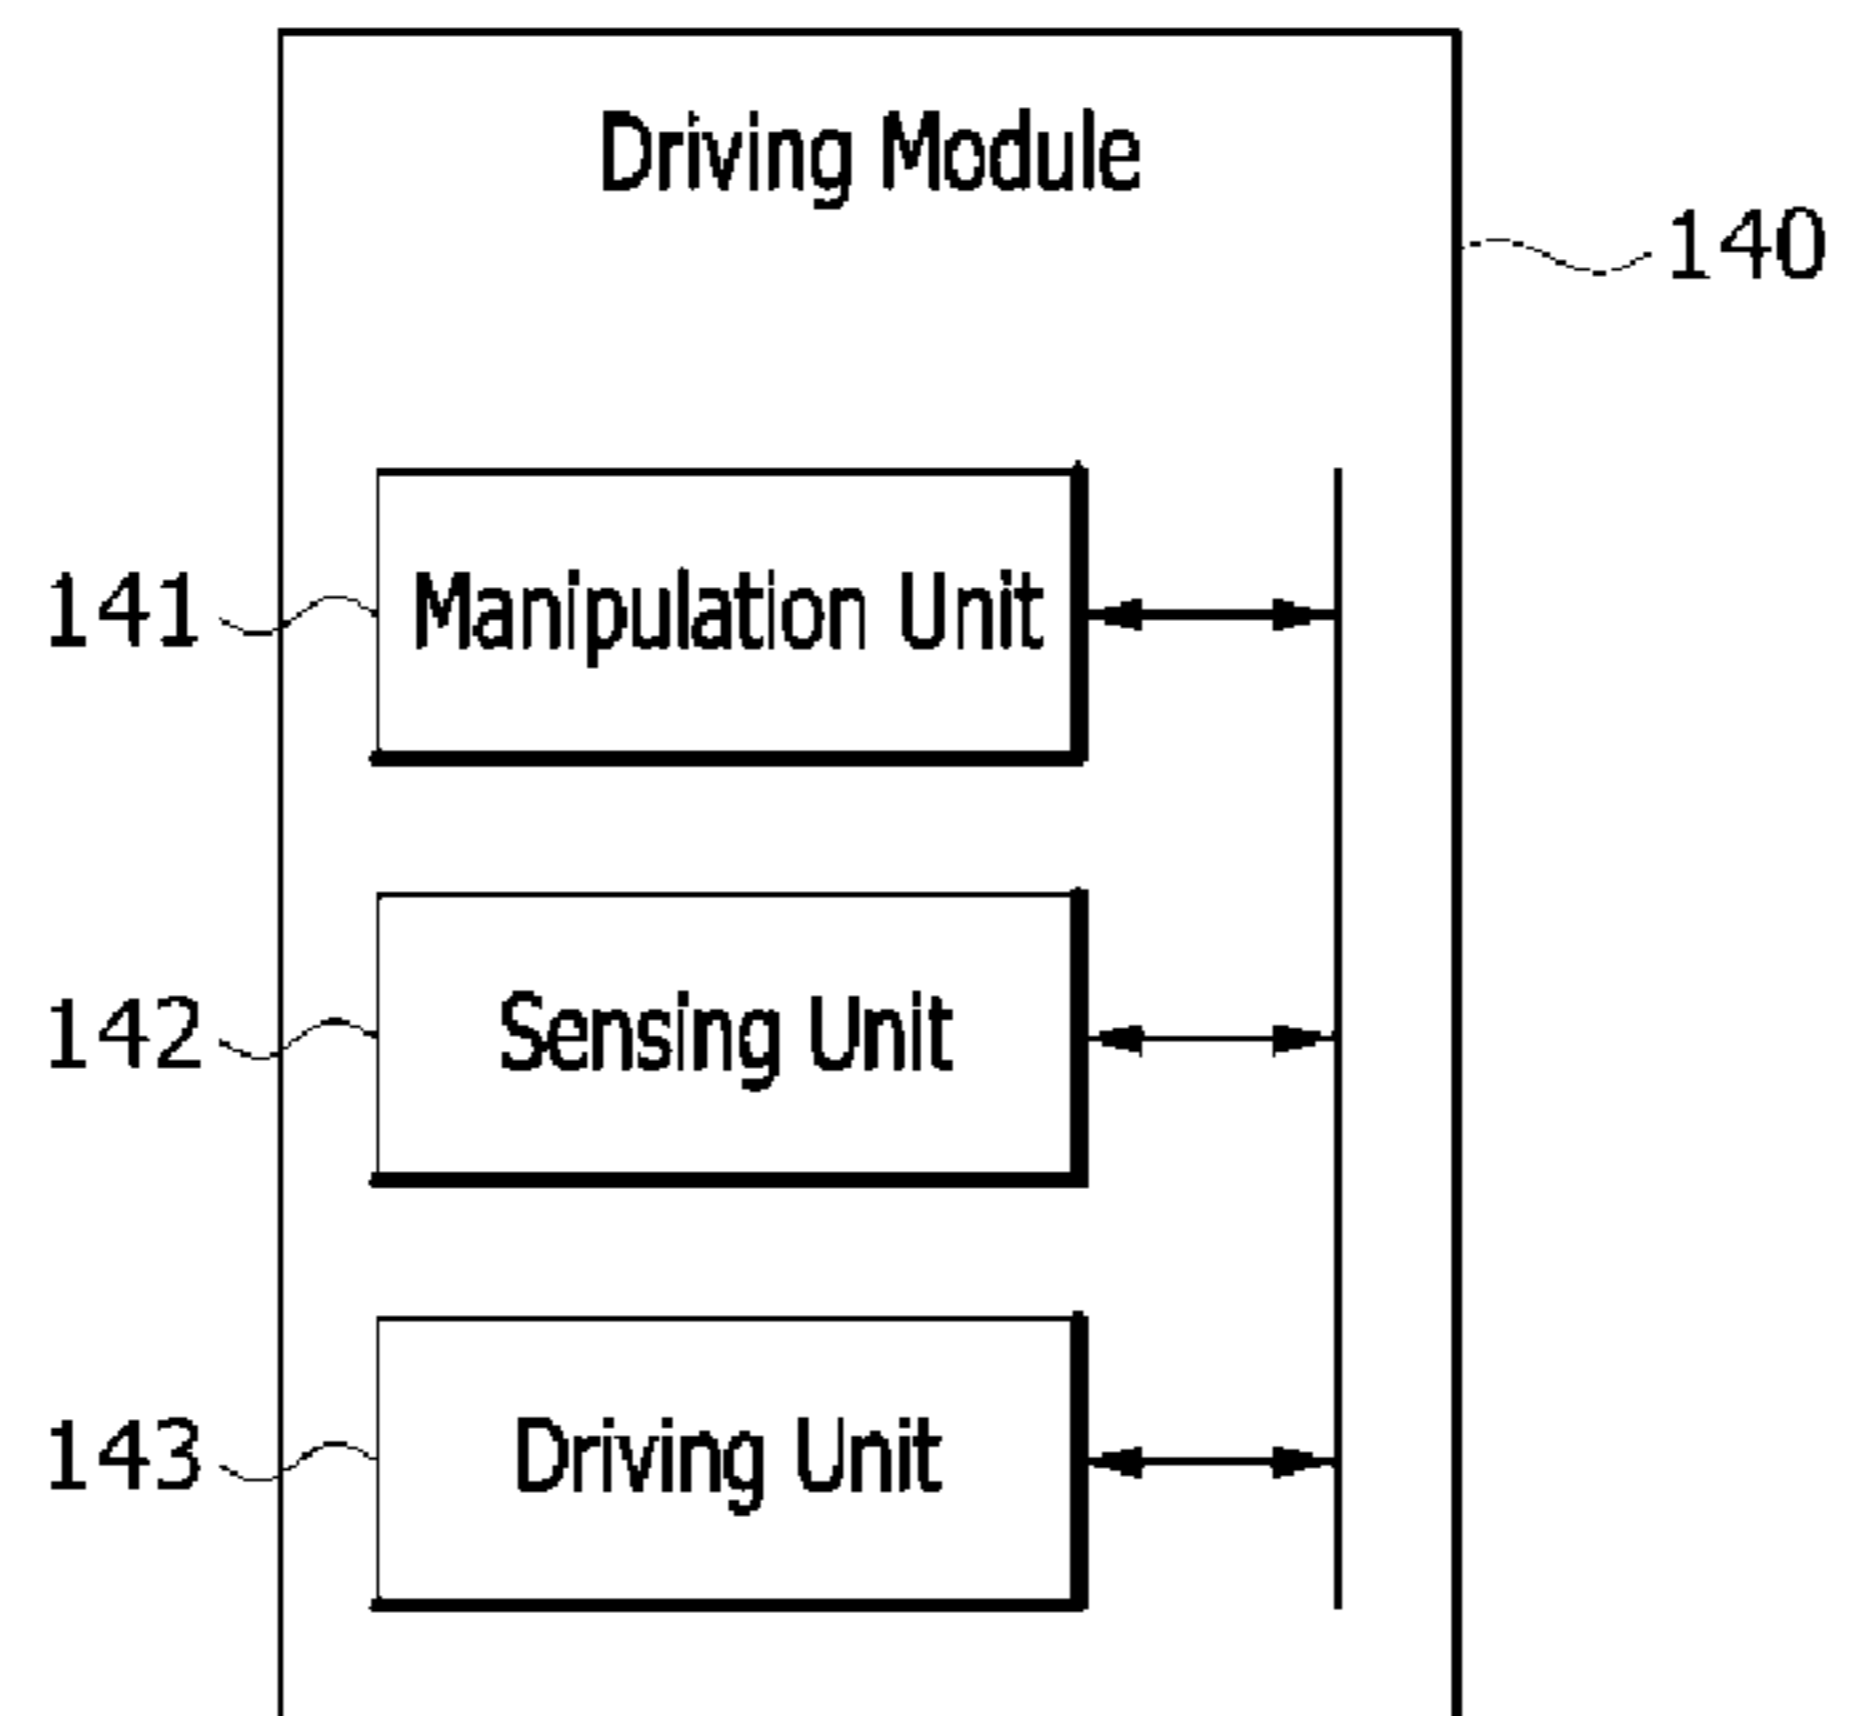 Driving Module
140
141
Manipulation Unit
142
Sensing Unit
143
Driving Unit